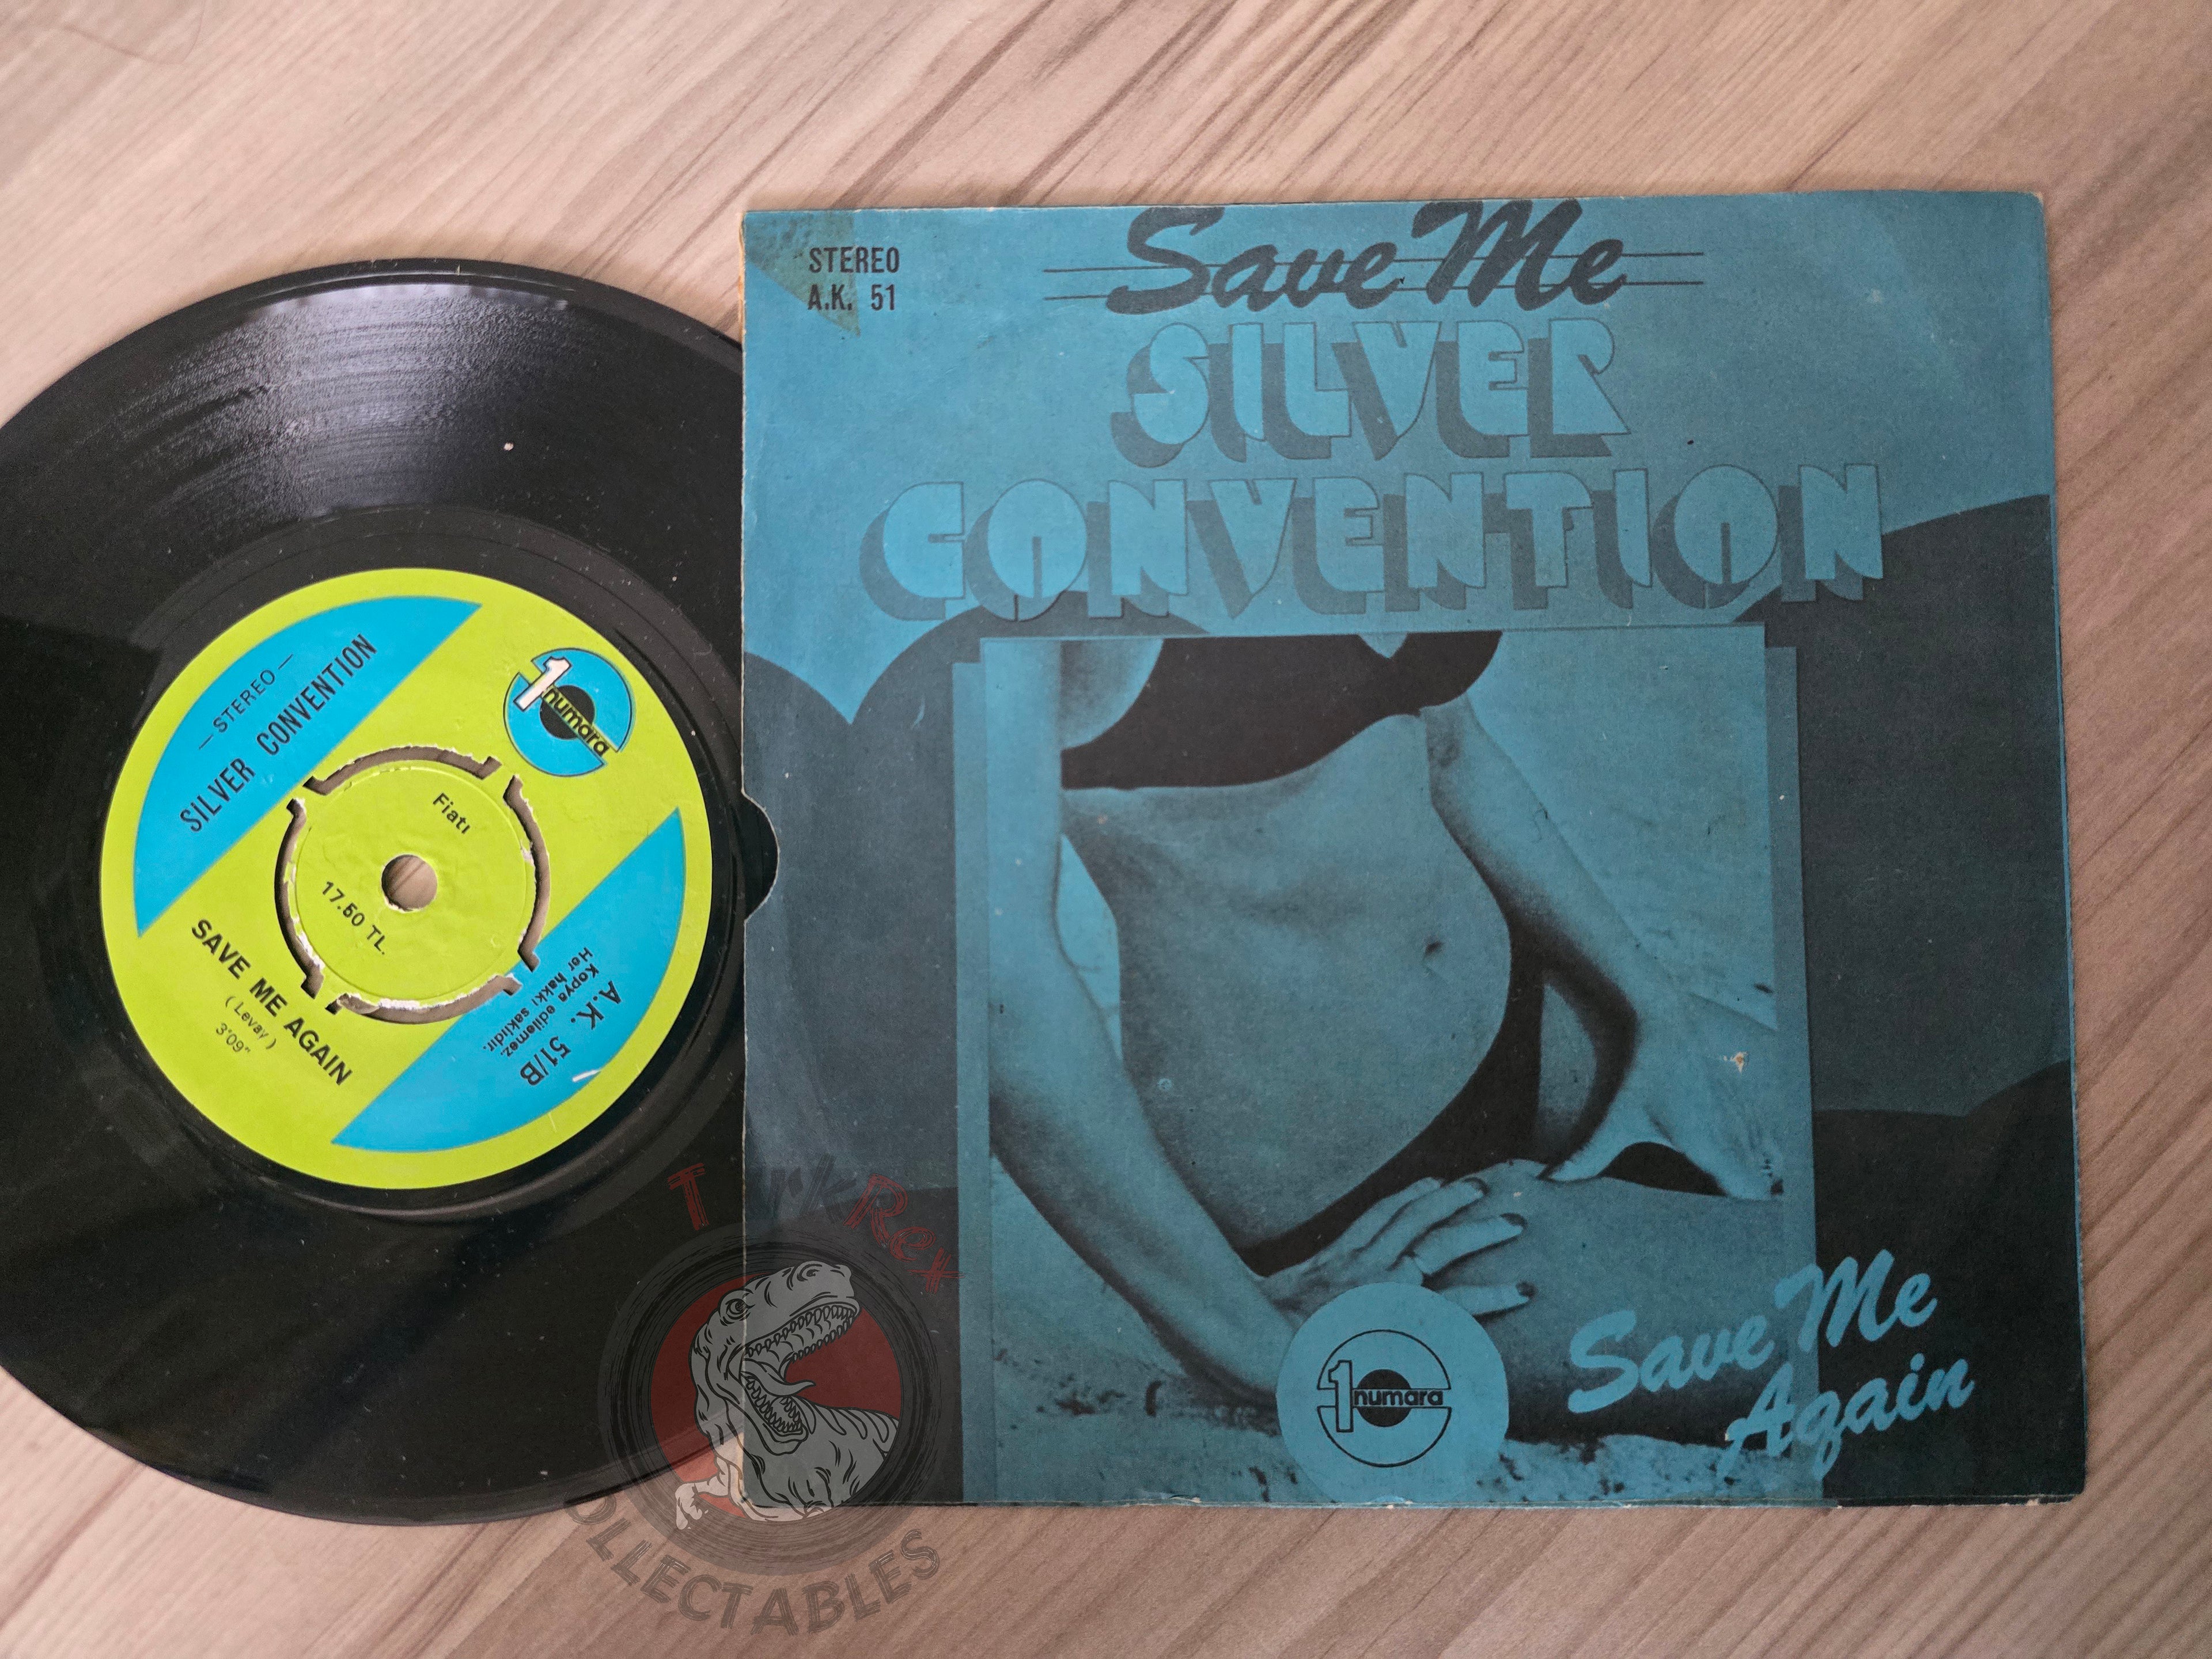 STEREO
A.K. 51
Save Me
SILVER
CONVENTION
1 numara
Save Me
Again
— STEREO —
SILVER CONVENTION
1 numara
Fiatı
17.50 TL.
SAVE ME AGAIN
(Levay)
3'09"
A.K. 51/B
Kopya edilemez.
Her hakkı saklıdır.
TurkRex
COLLECTABLES